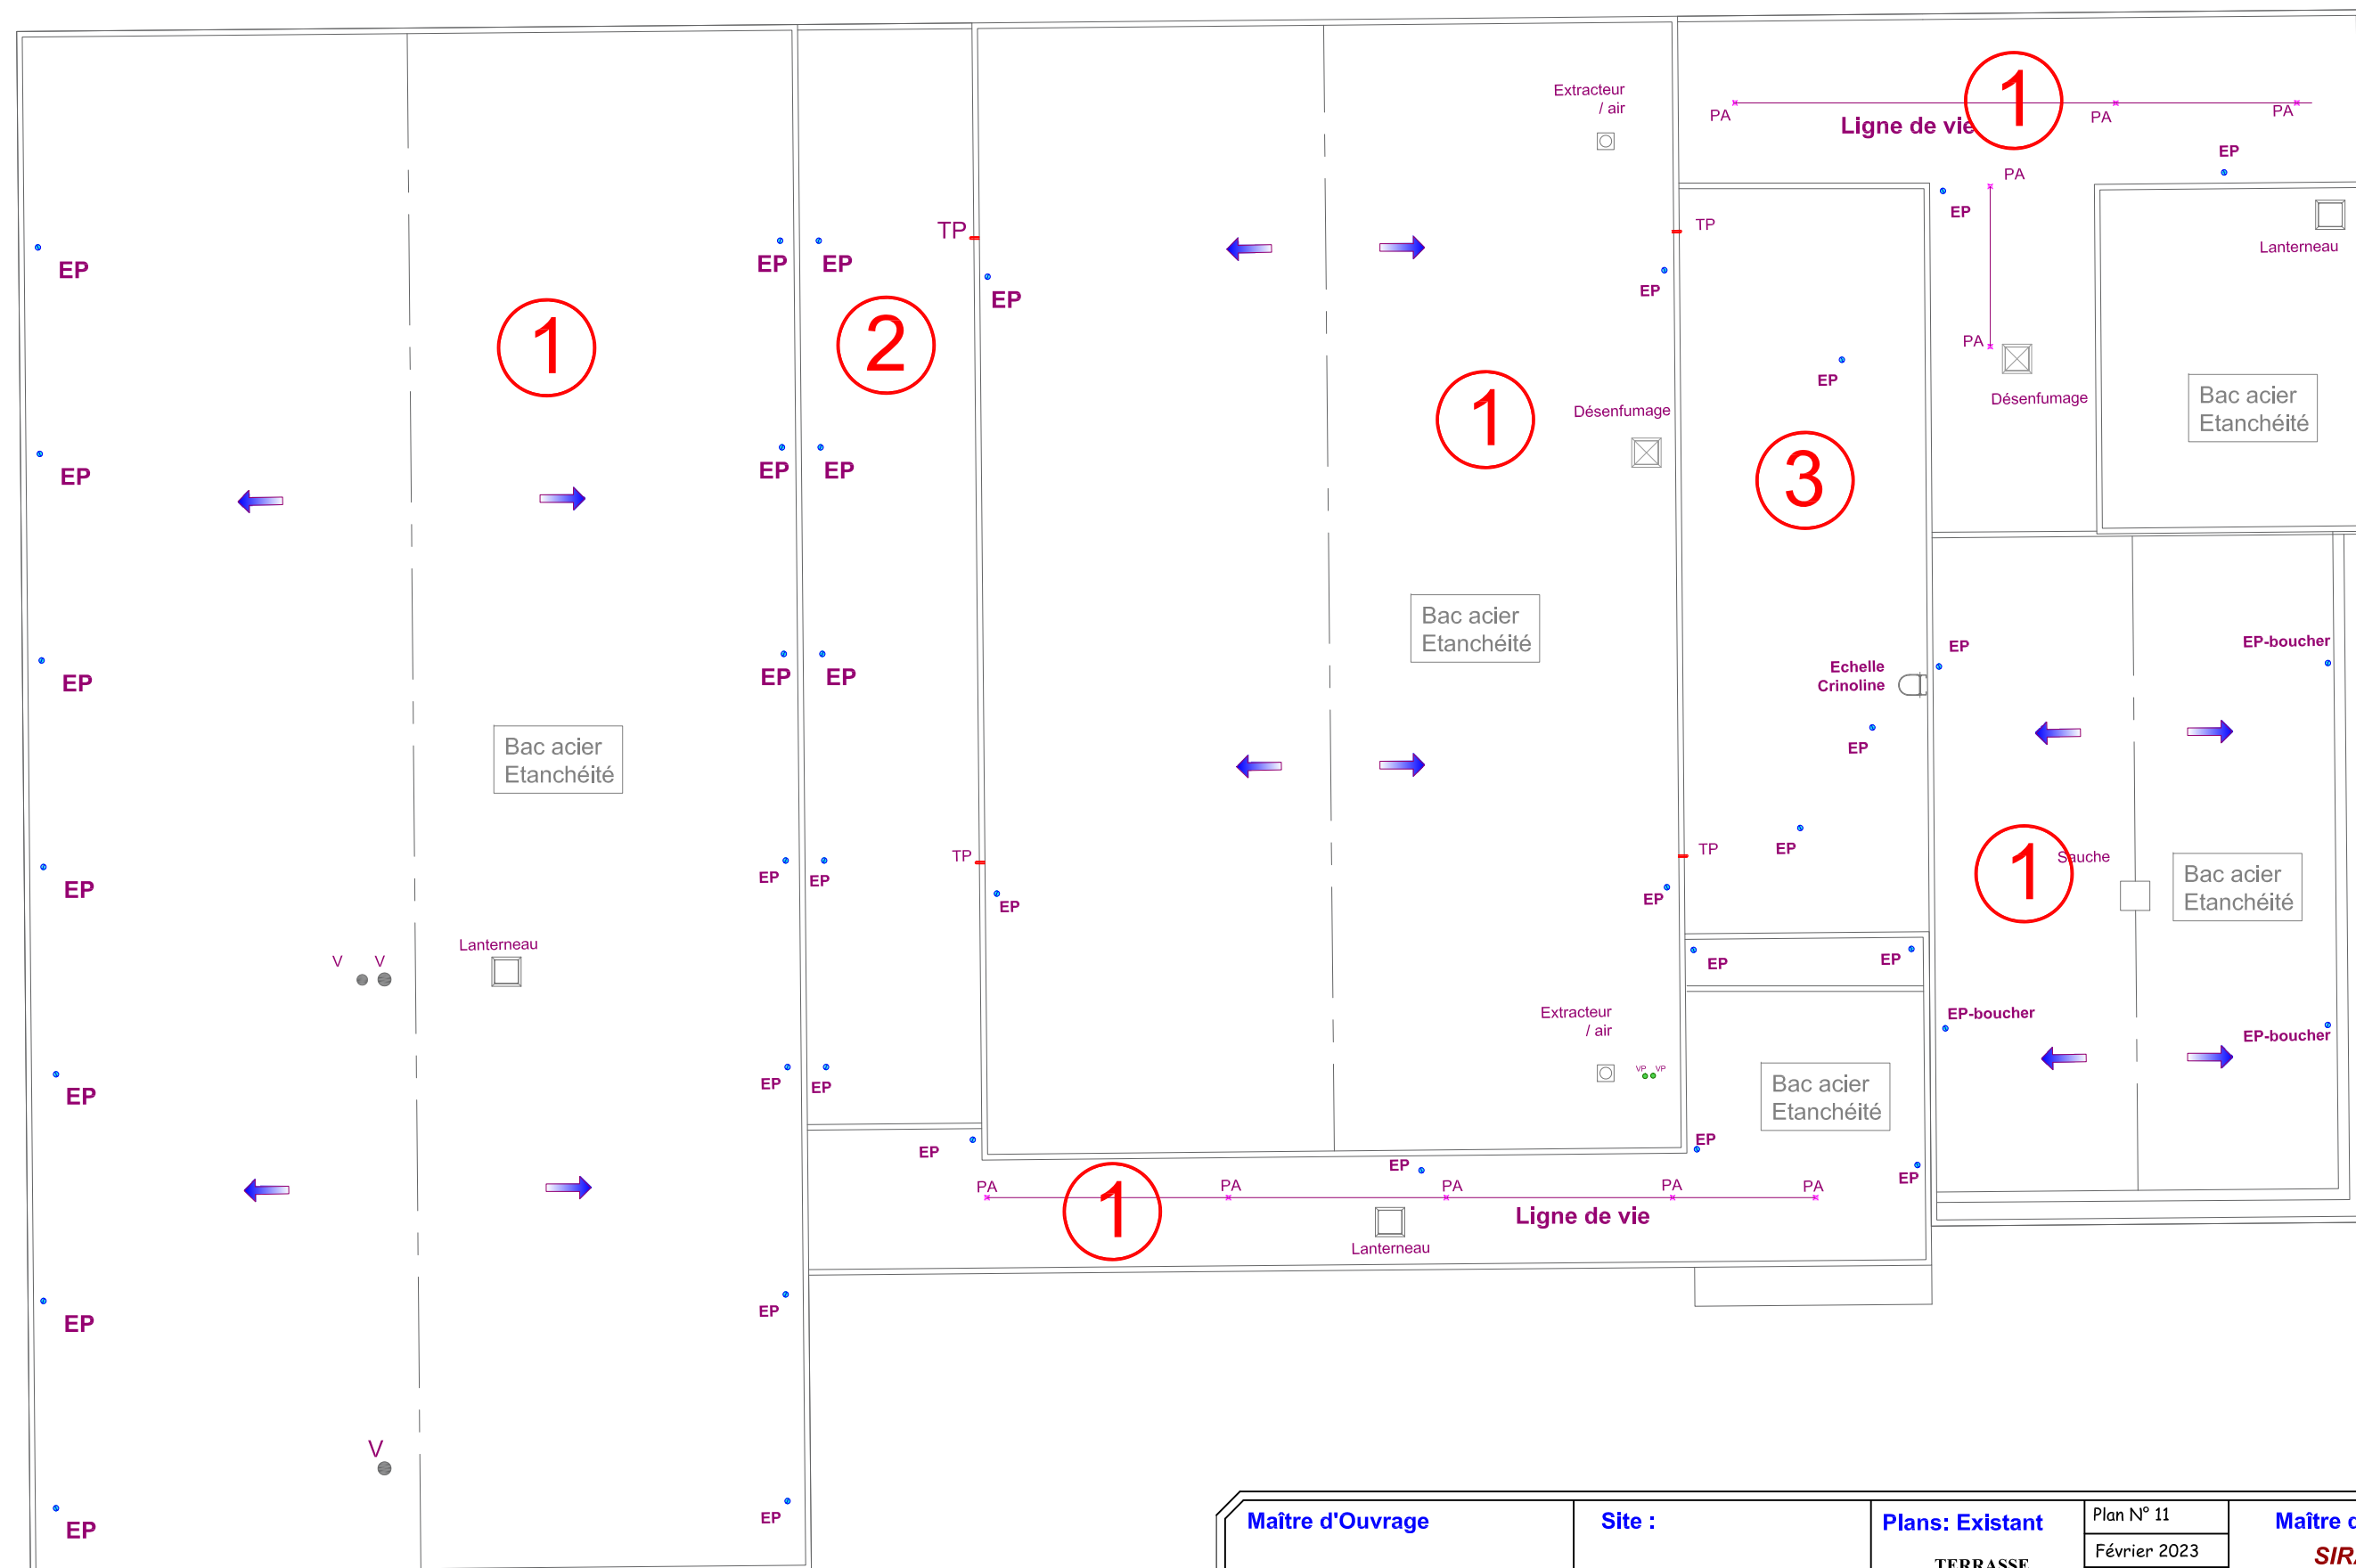 Extracteur
/ air
1
PA
Ligne de vie
PA
PA
EP
PA
EP
Lanterneau
TP
TP
EP
EP
EP
EP
EP
EP
1
2
PA
EP
Désenfumage
Bac acier
Etanchéité
1
Désenfumage
3
EP
EP
EP
Bac acier
Etanchéité
EP
EP-boucher
Echelle
Crinoline
EP
EP
EP
EP
Bac acier
Etanchéité
TP
TP
EP
1
Sauche
Bac acier
Etanchéité
EP
EP
EP
EP
EP
V
V
Lanterneau
EP
EP
Extracteur
/ air
EP-boucher
EP-boucher
VP
VP
EP
EP
EP
Bac acier
Etanchéité
EP
EP
EP
EP
PA
PA
PA
PA
PA
1
Ligne de vie
Lanterneau
EP
EP
V
EP
EP
Maître d'Ouvrage
Site :
Plans: Existant
TERRASSE
Plan N° 11
Février 2023
Maître d
SIR